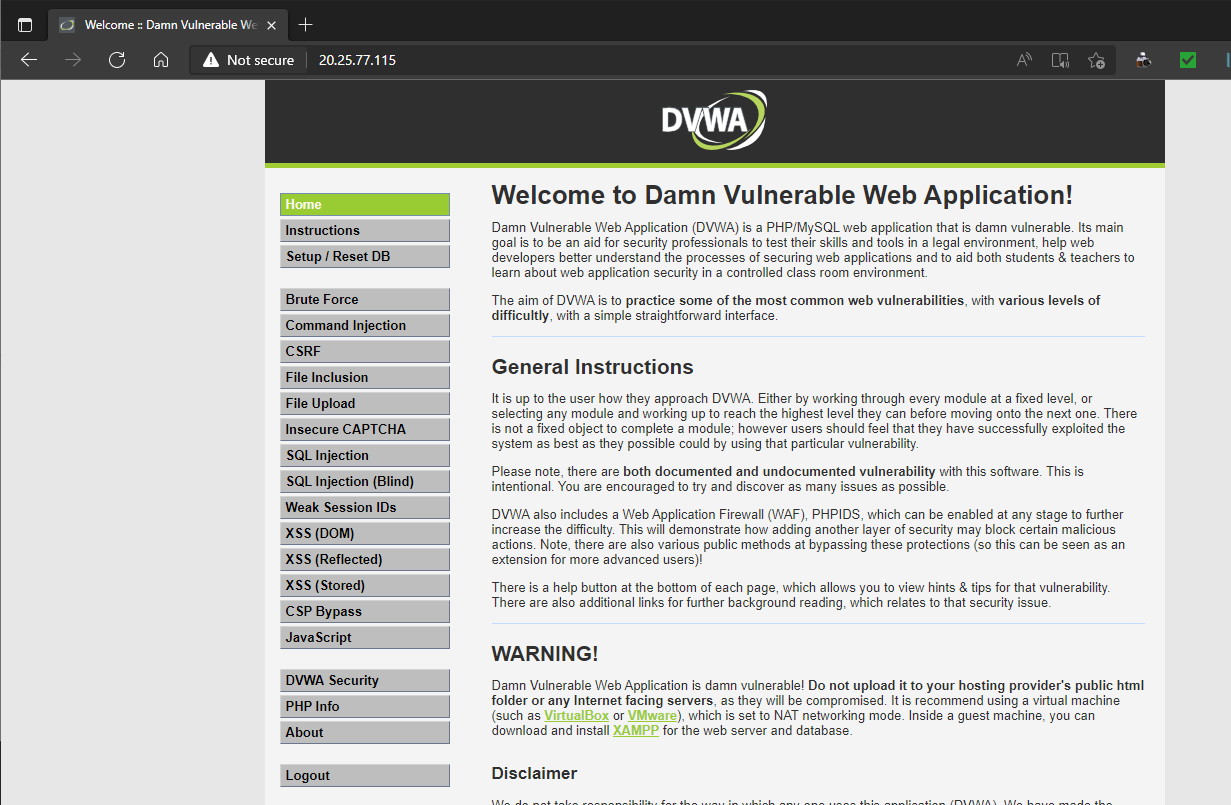 Welcome :: Damn Vulnerable We
Not secure
20.25.77.115
DVWA
Home
Instructions
Setup / Reset DB
Brute Force
Command Injection
CSRF
File Inclusion
File Upload
Insecure CAPTCHA
SQL Injection
SQL Injection (Blind)
Weak Session IDs
XSS (DOM)
XSS (Reflected)
XSS (Stored)
CSP Bypass
JavaScript
DVWA Security
PHP Info
About
Logout
Welcome to Damn Vulnerable Web Application!
Damn Vulnerable Web Application (DVWA) is a PHP/MySQL web application that is damn vulnerable. Its main
goal is to be an aid for security professionals to test their skills and tools in a legal environment, help web
developers better understand the processes of securing web applications and to aid both students & teachers to
learn about web application security in a controlled class room environment.
The aim of DVWA is to practice some of the most common web vulnerabilities, with various levels of
difficultly, with a simple straightforward interface.
General Instructions
It is up to the user how they approach DVWA. Either by working through every module at a fixed level, or
selecting any module and working up to reach the highest level they can before moving onto the next one. There
is not a fixed object to complete a module; however users should feel that they have successfully exploited the
system as best as they possible could by using that particular vulnerability.
Please note, there are both documented and undocumented vulnerability with this software. This is
intentional. You are encouraged to try and discover as many issues as possible.
DVWA also includes a Web Application Firewall (WAF), PHPIDS, which can be enabled at any stage to further
increase the difficulty. This will demonstrate how adding another layer of security may block certain malicious
actions. Note, there are also various public methods at bypassing these protections (so this can be seen as an
extension for more advanced users)!
There is a help button at the bottom of each page, which allows you to view hints & tips for that vulnerability.
There are also additional links for further background reading, which relates to that security issue.
WARNING!
Damn Vulnerable Web Application is damn vulnerable! Do not upload it to your hosting provider's public html
folder or any Internet facing servers, as they will be compromised. It is recommend using a virtual machine
(such as VirtualBox or VMware), which is set to NAT networking mode. Inside a guest machine, you can
download and install XAMPP for the web server and database.
Disclaimer
We do not take responsibility for the way in which any one uses this application (DVWA). We have made the